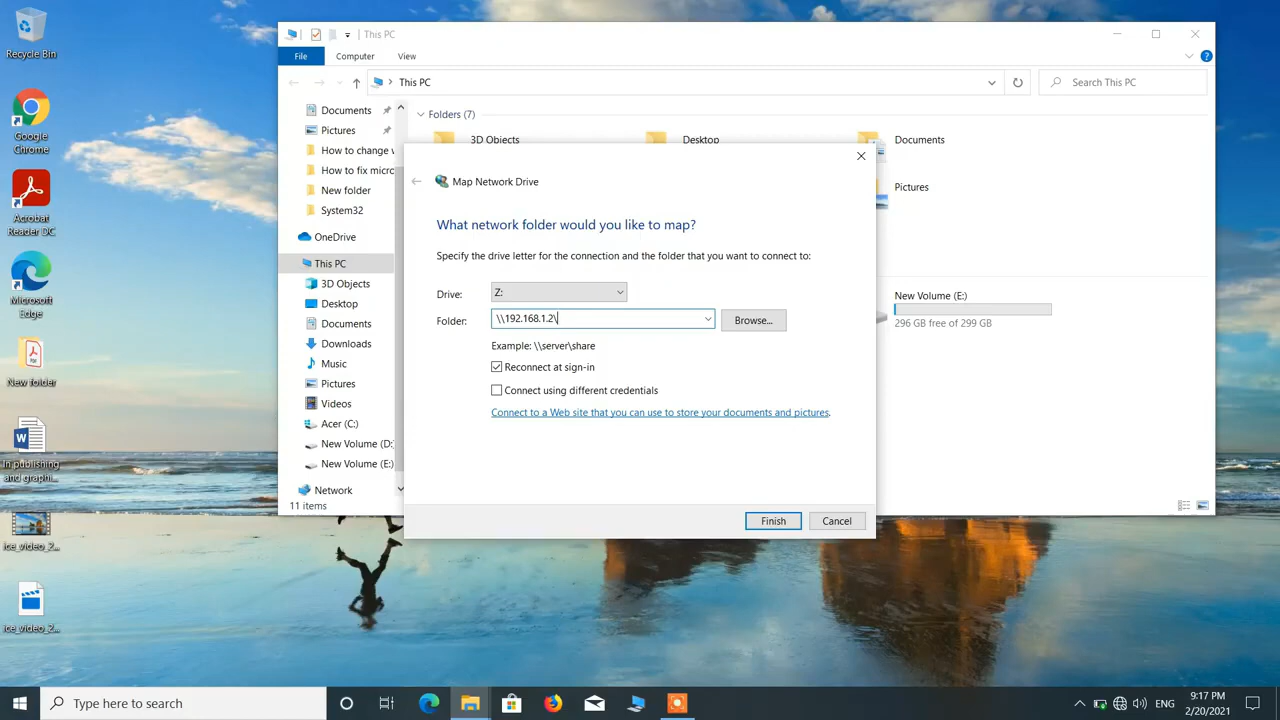 Recycle Bin
Google
Chrome
Acrobat
Reader DC
Microsoft
Edge
New folder
In publishing
and graphi...
ice_video_2...
ice_video_2...
This PC
File
Computer
View
This PC
Search This PC
Documents
Pictures
How to change w
How to fix micro
New folder
System32
OneDrive
This PC
3D Objects
Desktop
Documents
Downloads
Music
Pictures
Videos
Acer (C:)
New Volume (D:)
New Volume (E:)
Network
11 items
Folders (7)
3D Objects
Desktop
Documents
Pictures
New Volume (E:)
296 GB free of 299 GB
Map Network Drive
What network folder would you like to map?
Specify the drive letter for the connection and the folder that you want to connect to:
Drive:
Z:
Folder:
\\192.168.1.2\
Browse...
Example: \\server\share
Reconnect at sign-in
Connect using different credentials
Connect to a Web site that you can use to store your documents and pictures.
Finish
Cancel
Type here to search
ENG
9:17 PM
2/20/2021